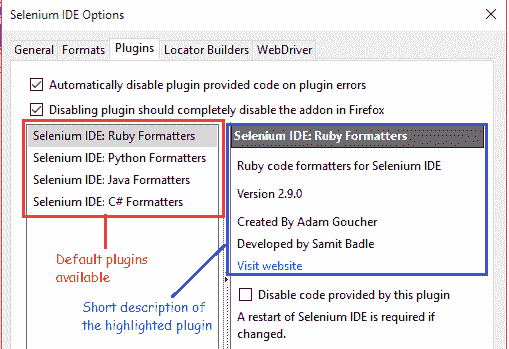 Selenium IDE Options
General Formats Plugins Locator Builders WebDriver
Automatically disable plugin provided code on plugin errors
Disabling plugin should completely disable the addon in Firefox
Selenium IDE: Ruby Formatters
Selenium IDE: Python Formatters
Selenium IDE: Java Formatters
Selenium IDE: C# Formatters
Default plugins
available
Short description of
the highlighted plugin
Selenium IDE: Ruby Formatters
Ruby code formatters for Selenium IDE
Version 2.9.0
Created By Adam Goucher
Developed by Samit Badle
Visit website
Disable code provided by this plugin
A restart of Selenium IDE is required if
changed.